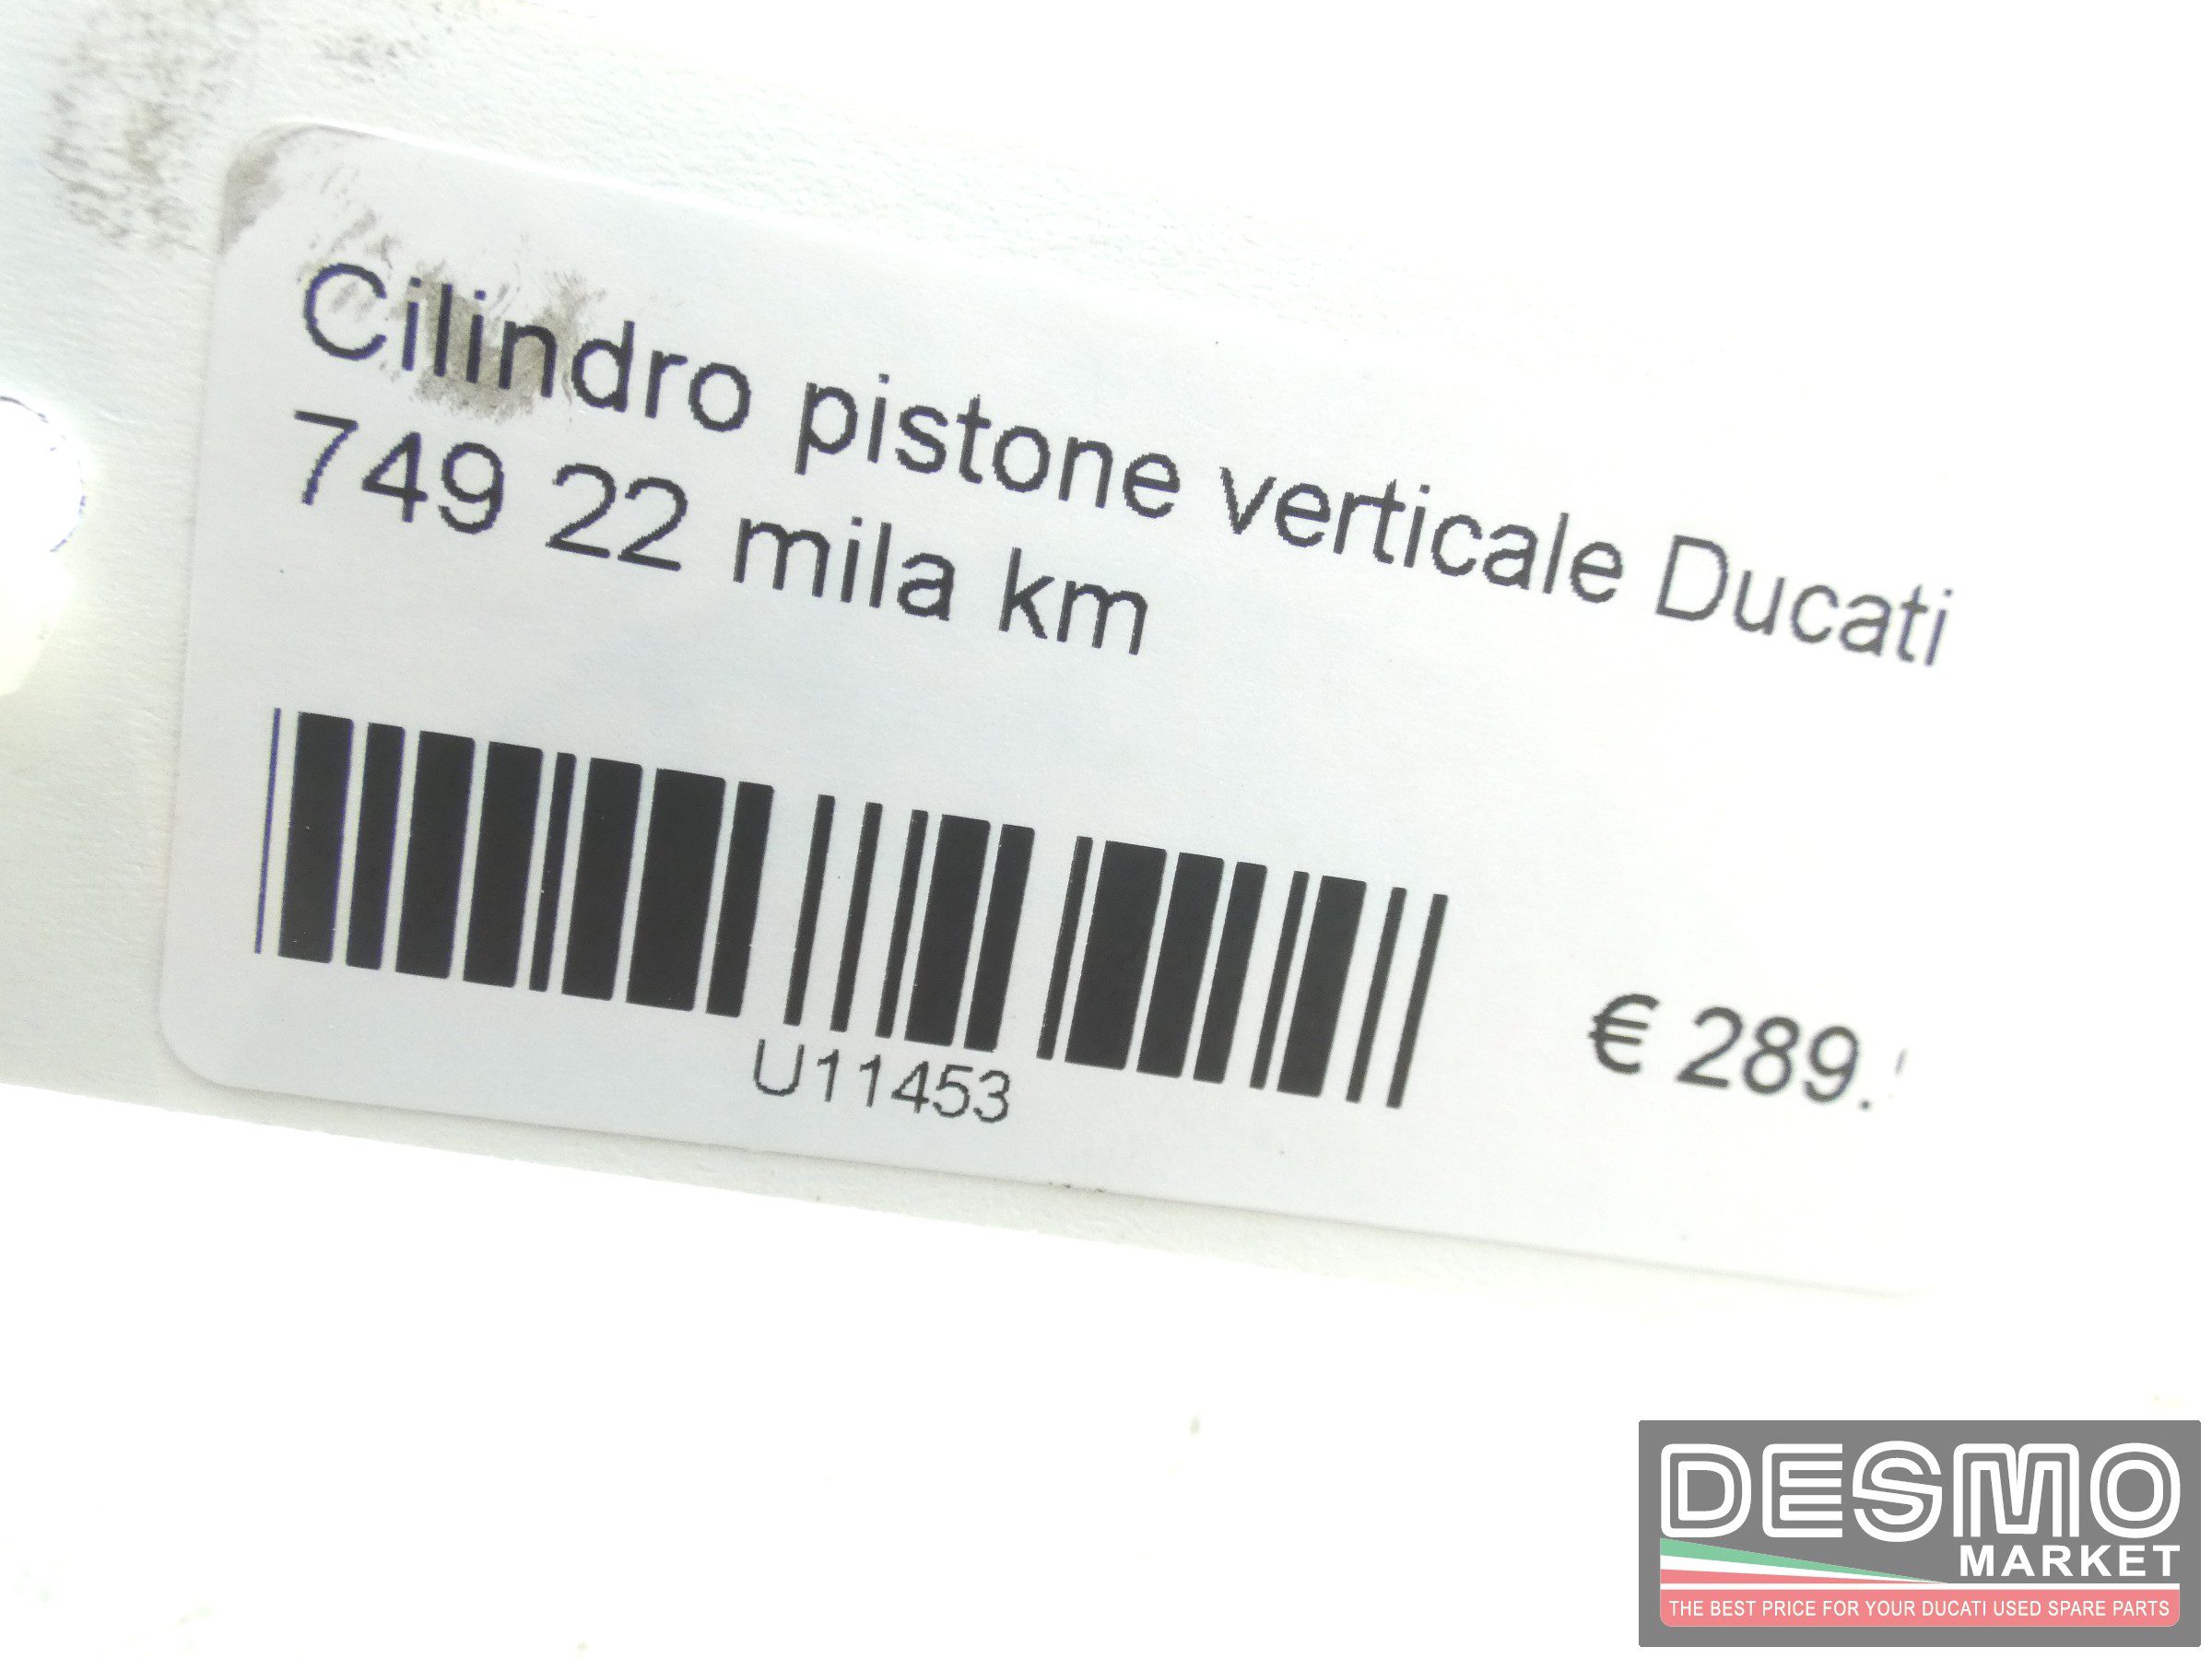 Cilindro pistone verticale Ducati
749 22 mila km
U11453
€ 289.
DESMO
MARKET
THE BEST PRICE FOR YOUR DUCATI USED SPARE PARTS